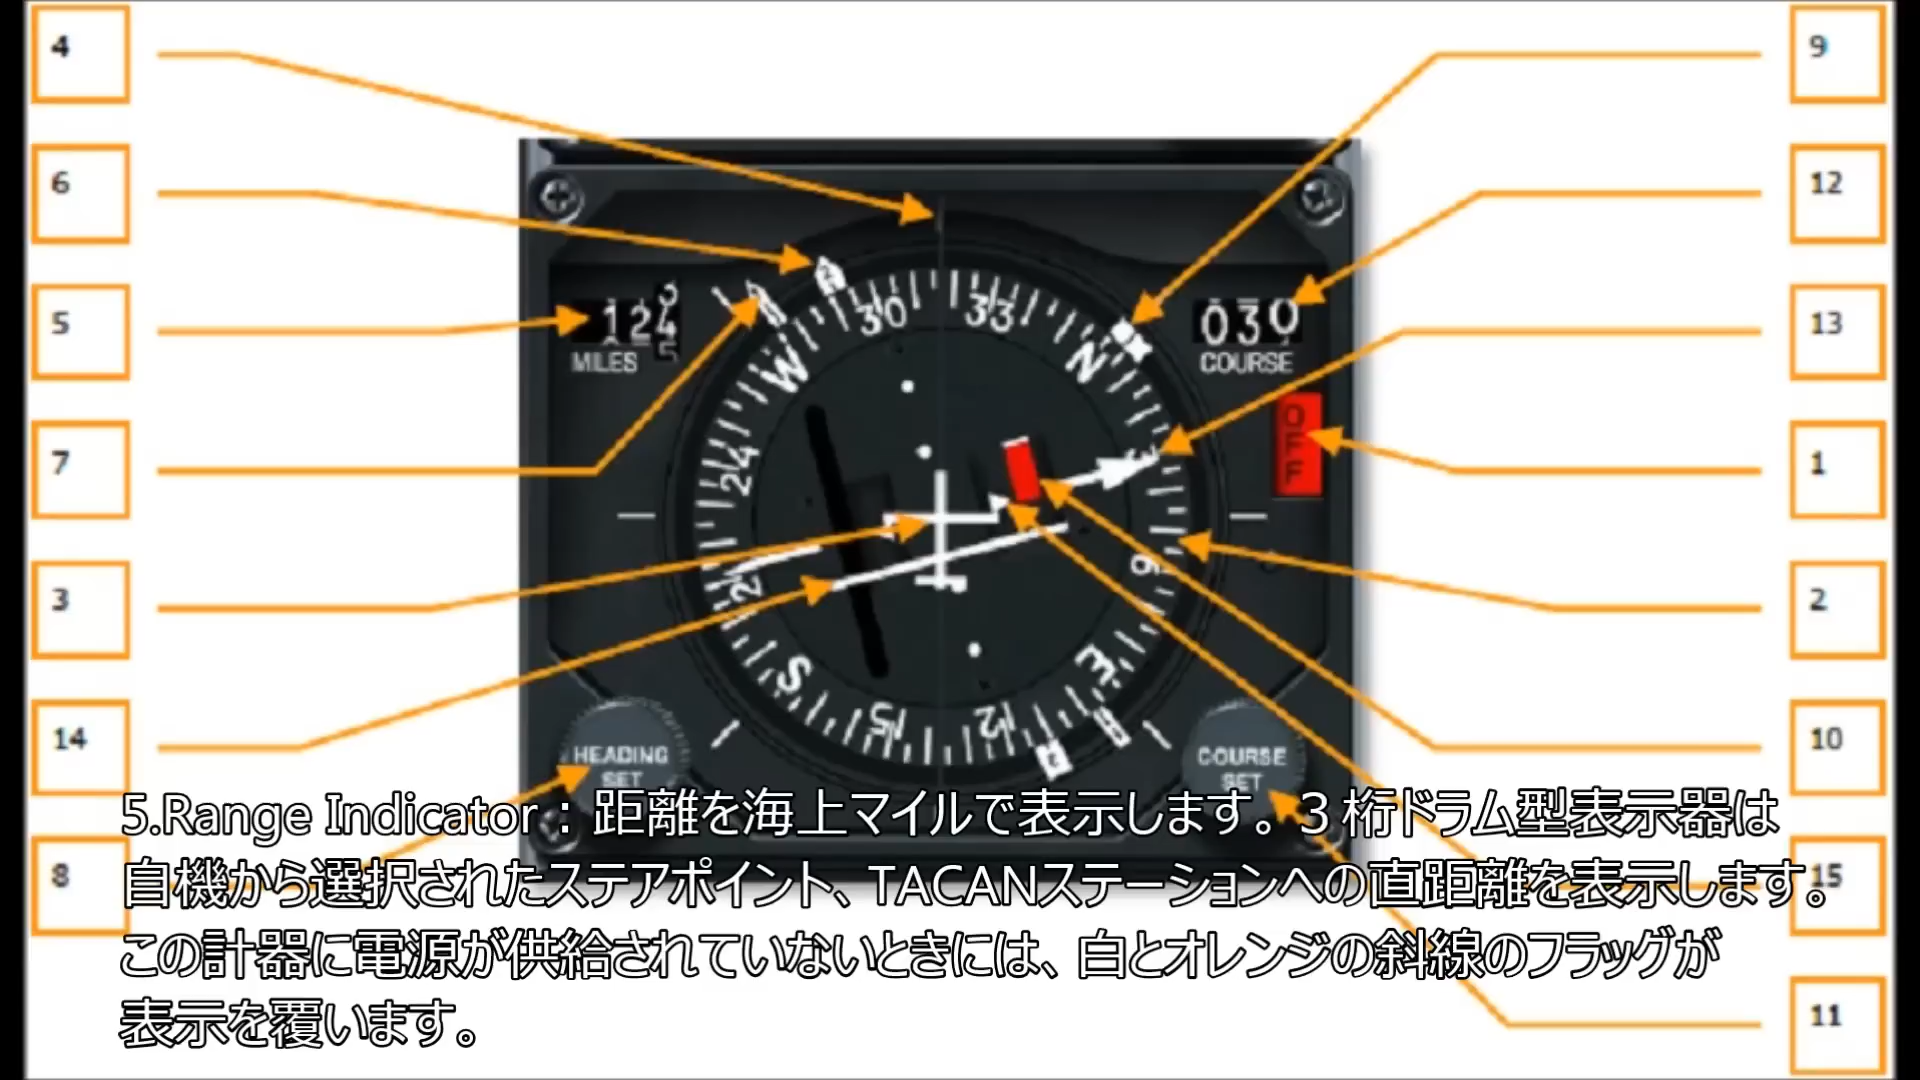 4
9
6
12
5
13
7
1
3
2
14
10
8
15
11
124
MILES
030
COURSE
OFF
30
33
N
3
6
E
12
15
S
21
24
W
HEADING
SET
COURSE
SET
5.Range Indicator：距離を海上マイルで表示します。３桁ドラム型表示器は
自機から選択されたステアポイント、TACANステーションへの直距離を表示します。
この計器に電源が供給されていないときには、白とオレンジの斜線のフラッグが
表示を覆います。